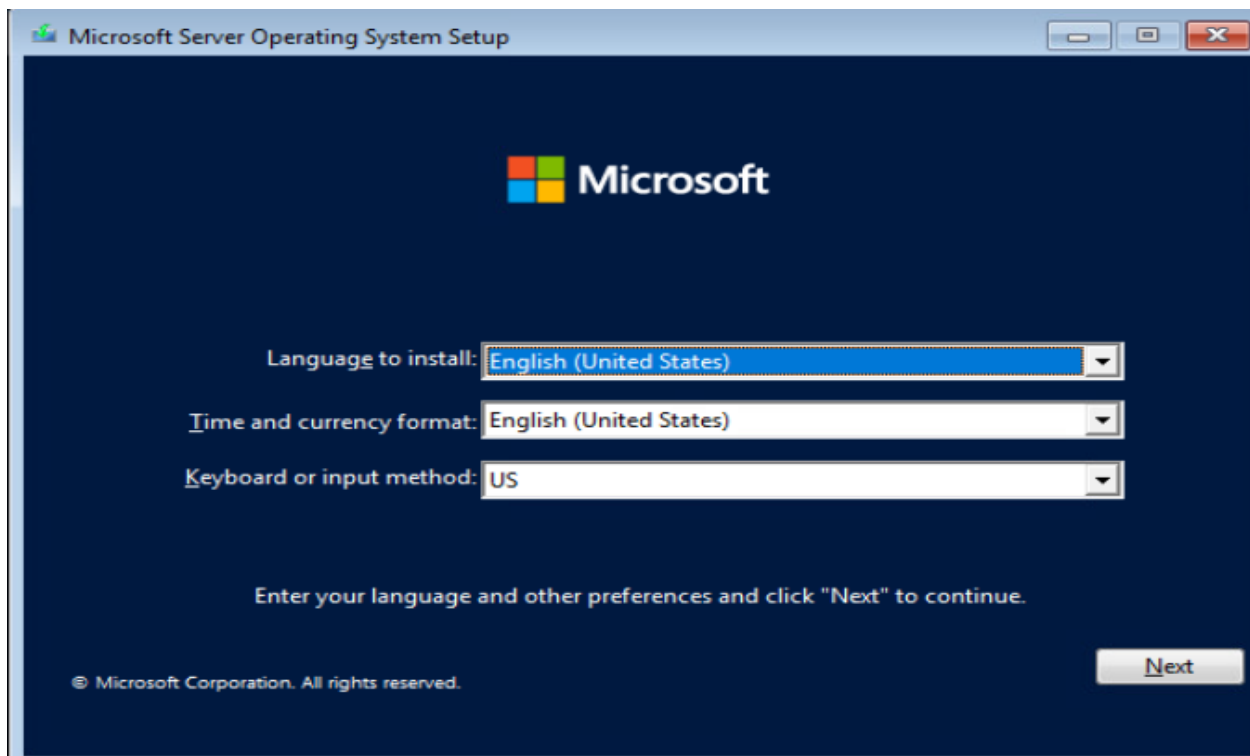 Microsoft Server Operating System Setup
Microsoft
Language to install: English (United States)
Time and currency format: English (United States)
Keyboard or input method: US
Enter your language and other preferences and click "Next" to continue.
Next
© Microsoft Corporation. All rights reserved.